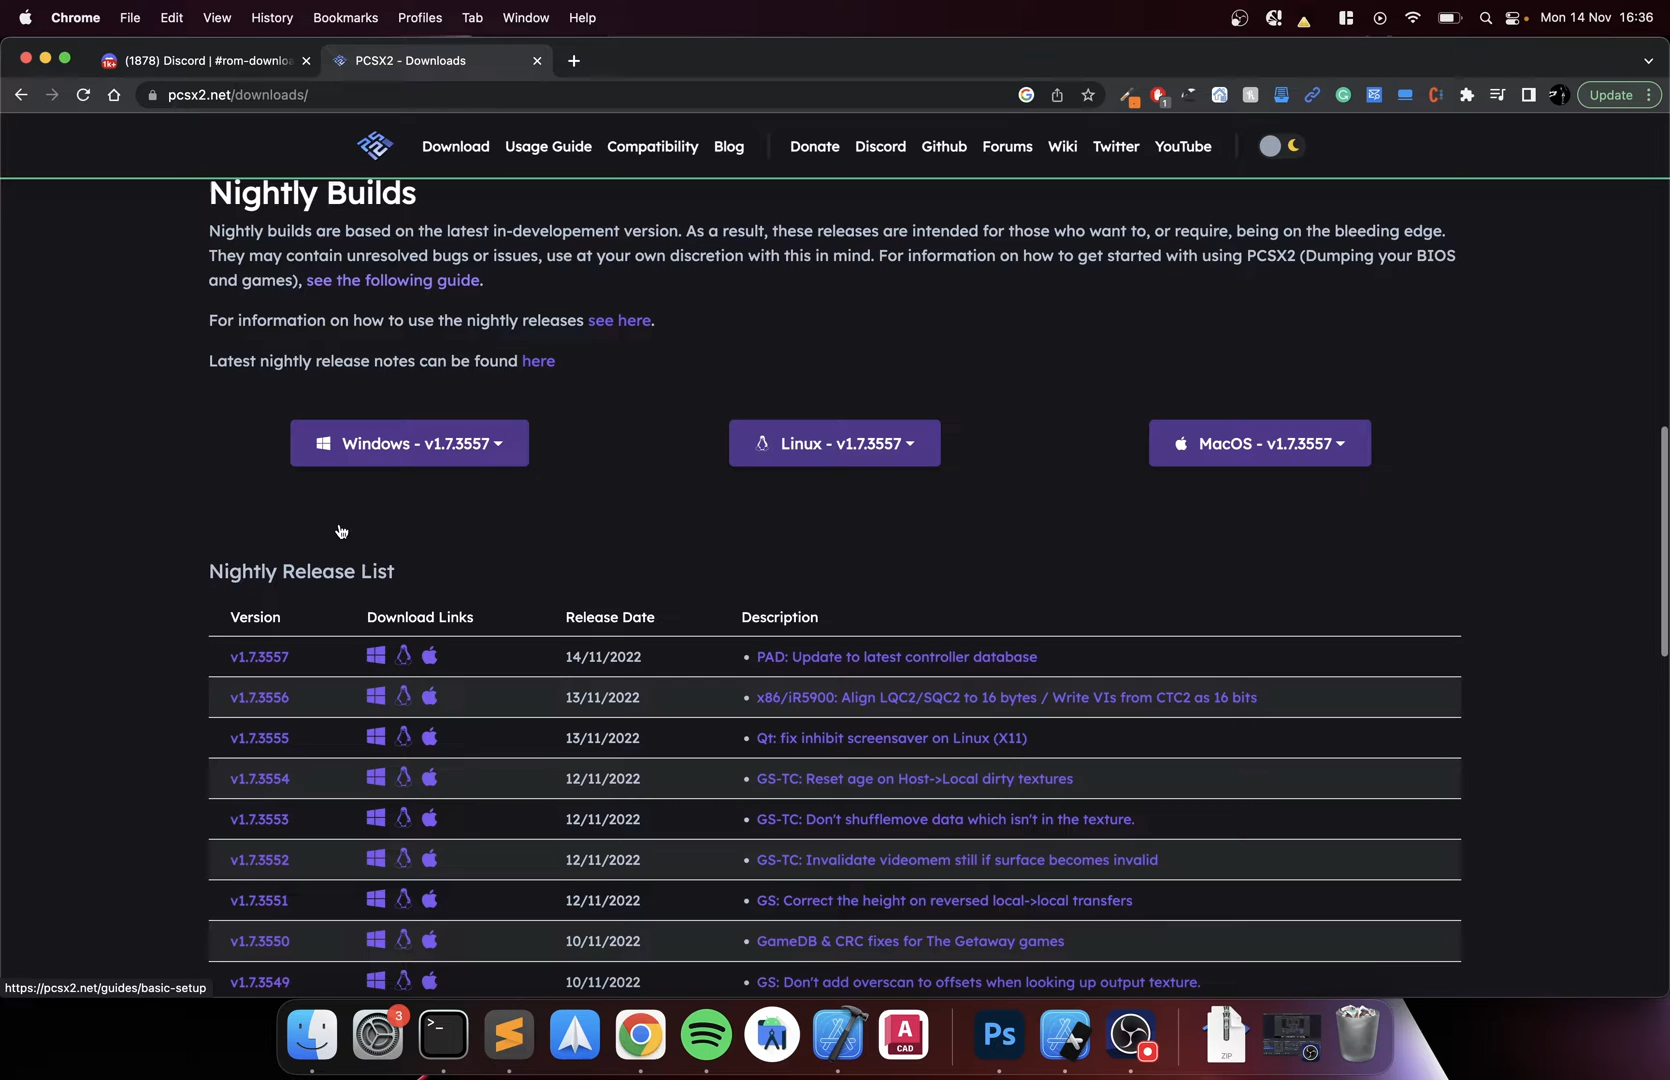 Chrome File Edit View History Bookmarks Profiles Tab Window Help Mon 14 Nov 16:36
1k+ (1878) Discord | #rom-downlo PCSX2 - Downloads
pcsx2.net/downloads/ Update
Download Usage Guide Compatibility Blog Donate Discord Github Forums Wiki Twitter YouTube
Nightly Builds
Nightly builds are based on the latest in-developement version. As a result, these releases are intended for those who want to, or require, being on the bleeding edge.
They may contain unresolved bugs or issues, use at your own discretion with this in mind. For information on how to get started with using PCSX2 (Dumping your BIOS
and games), see the following guide.
For information on how to use the nightly releases see here.
Latest nightly release notes can be found here
Windows - v1.7.3557 Linux - v1.7.3557 MacOS - v1.7.3557
Nightly Release List
Version Download Links Release Date Description
v1.7.3557 14/11/2022 • PAD: Update to latest controller database
v1.7.3556 13/11/2022 • x86/iR5900: Align LQC2/SQC2 to 16 bytes / Write VIs from CTC2 as 16 bits
v1.7.3555 13/11/2022 • Qt: fix inhibit screensaver on Linux (X11)
v1.7.3554 12/11/2022 • GS-TC: Reset age on Host->Local dirty textures
v1.7.3553 12/11/2022 • GS-TC: Don't shufflemove data which isn't in the texture.
v1.7.3552 12/11/2022 • GS-TC: Invalidate videomem still if surface becomes invalid
v1.7.3551 12/11/2022 • GS: Correct the height on reversed local->local transfers
v1.7.3550 10/11/2022 • GameDB & CRC fixes for The Getaway games
v1.7.3549 10/11/2022 • GS: Don't add overscan to offsets when looking up output texture.
https://pcsx2.net/guides/basic-setup
3
A CAD
Ps
ZIP